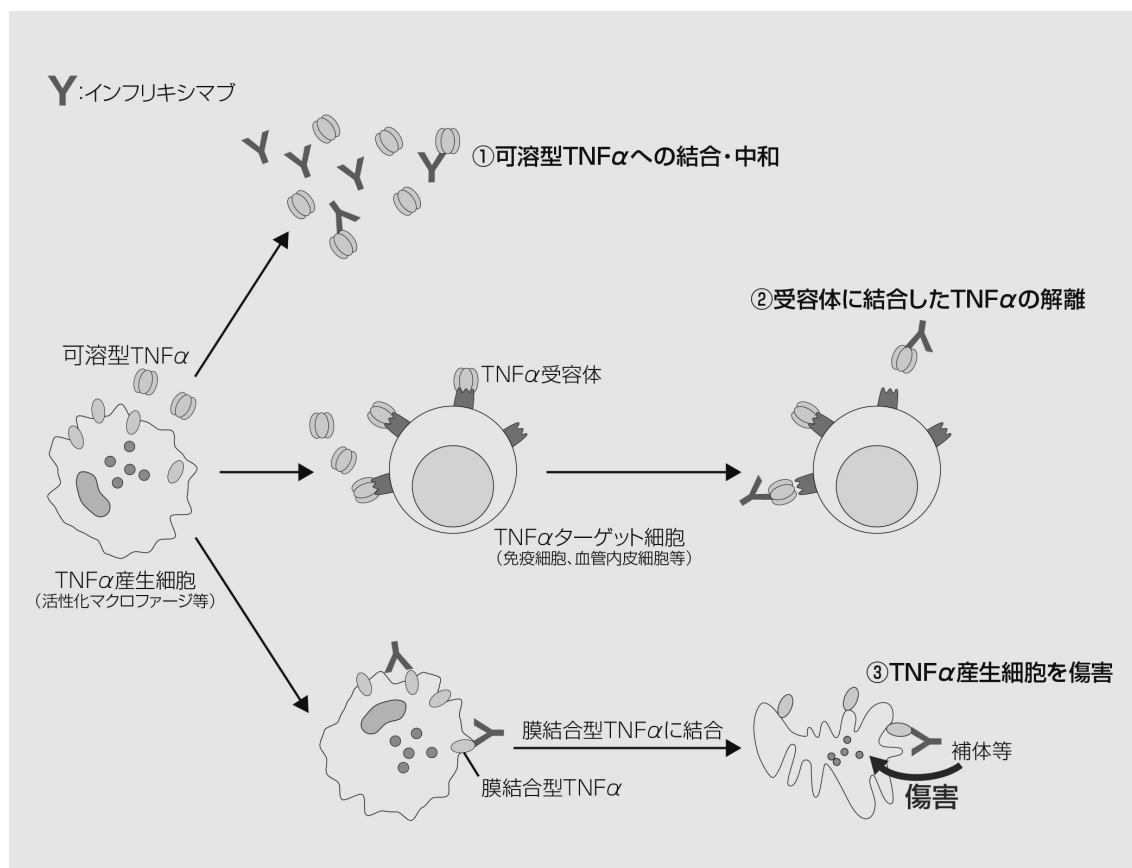 Y:インフリキシマブ
①可溶型TNFαへの結合・中和
②受容体に結合したTNFαの解離
可溶型TNFα
TNFα受容体
TNFαターゲット細胞
（免疫細胞、血管内皮細胞等）
TNFα産生細胞
（活性化マクロファージ等）
③TNFα産生細胞を傷害
膜結合型TNFαに結合
膜結合型TNFα
補体等
傷害